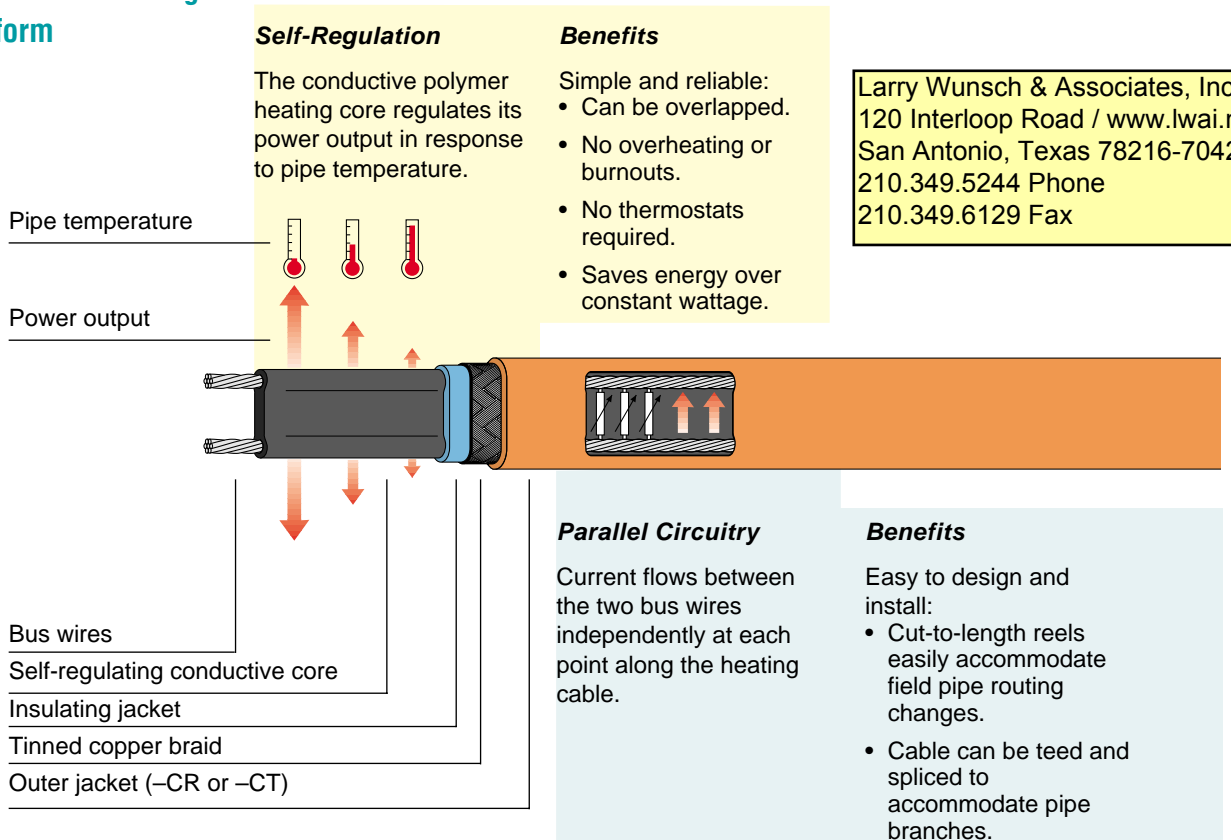 form
Self-Regulation
The conductive polymer
heating core regulates its
power output in response
to pipe temperature.
Benefits
Simple and reliable:
• Can be overlapped.
• No overheating or
burnouts.
• No thermostats
required.
• Saves energy over
constant wattage.
Larry Wunsch & Associates, Inc
120 Interloop Road / www.lwai.
San Antonio, Texas 78216-7042
210.349.5244 Phone
210.349.6129 Fax
Pipe temperature
Power output
Bus wires
Self-regulating conductive core
Insulating jacket
Tinned copper braid
Outer jacket (–CR or –CT)
Parallel Circuitry
Current flows between
the two bus wires
independently at each
point along the heating
cable.
Benefits
Easy to design and
install:
• Cut-to-length reels
easily accommodate
field pipe routing
changes.
• Cable can be teed and
spliced to
accommodate pipe
branches.